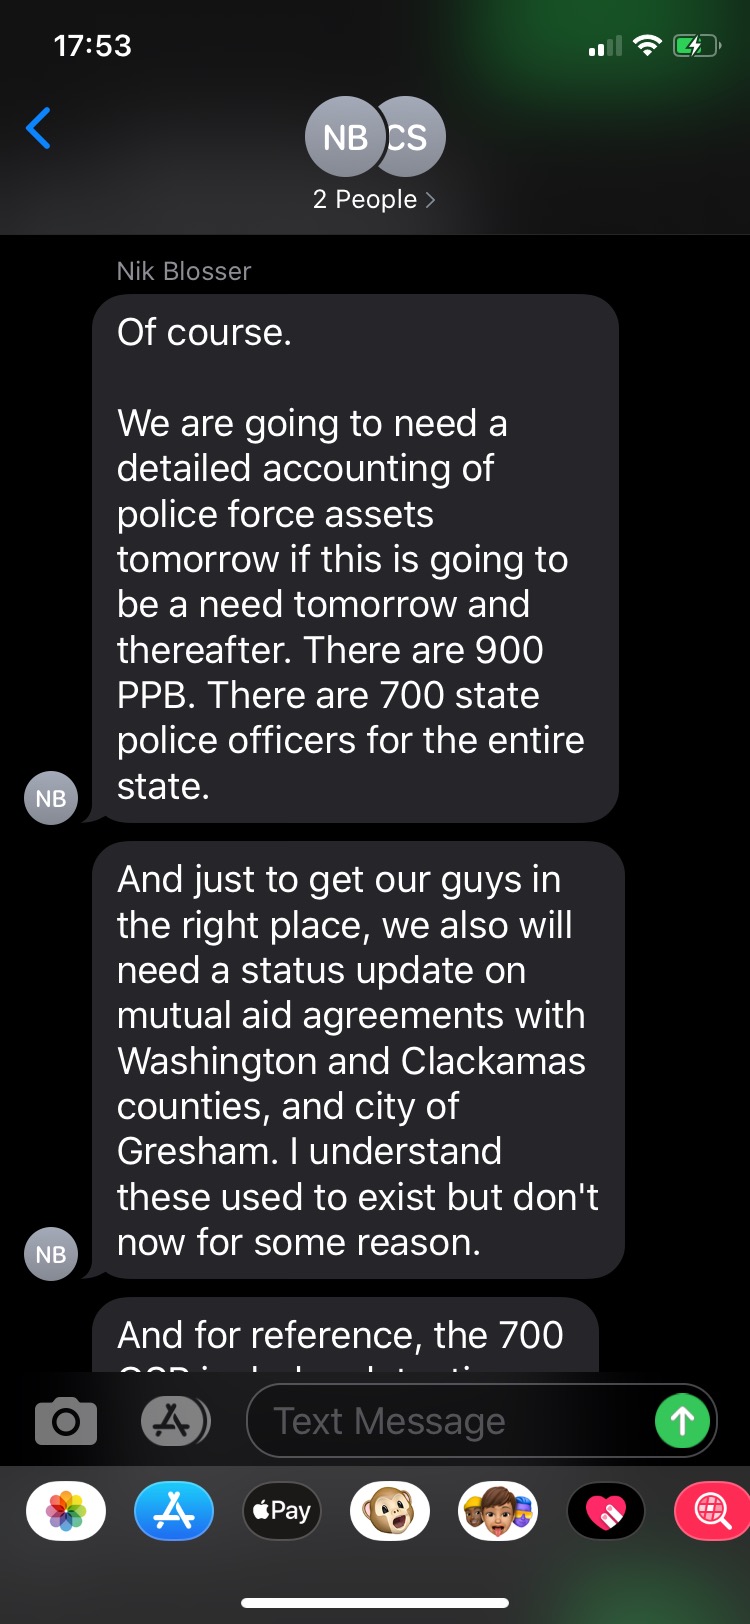 17:53
NB
CS
2 People
Nik Blosser
Of course.
We are going to need a
detailed accounting of
police force assets
tomorrow if this is going to
be a need tomorrow and
thereafter. There are 900
PPB. There are 700 state
police officers for the entire
state.
NB
And just to get our guys in
the right place, we also will
need a status update on
mutual aid agreements with
Washington and Clackamas
counties, and city of
Gresham. I understand
these used to exist but don't
now for some reason.
NB
And for reference, the 700
Text Message
Pay